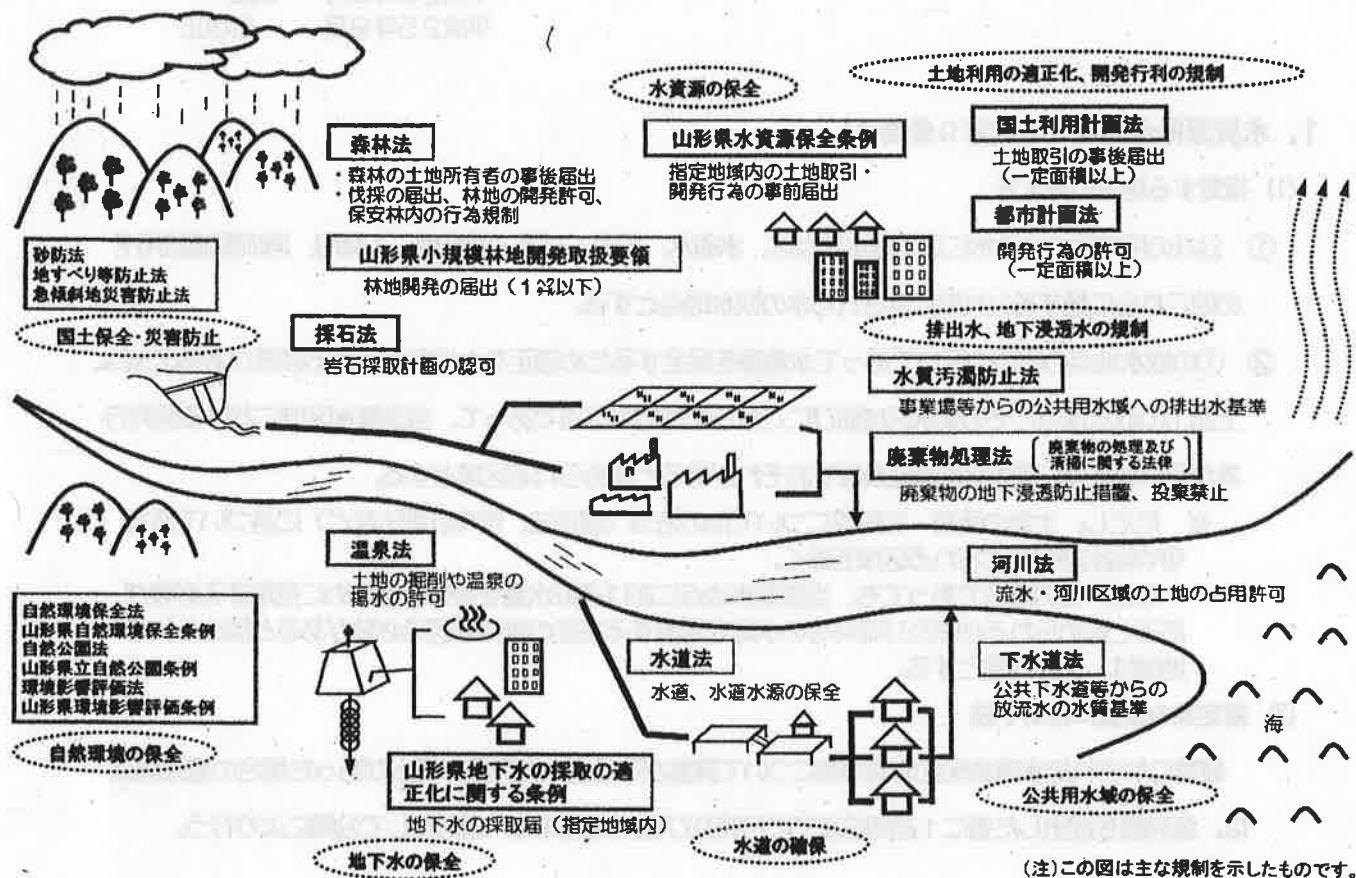 水資源の保全
土地利用の適正化、開発行利の規制
森林法
・森林の土地所有者の事後届出
・伐採の届出、林地の開発許可、
保安林内の行為規制
山形県水資源保全条例
指定地域内の土地取引・
開発行為の事前届出
国土利用計画法
土地取引の事後届出
(一定面積以上)
都市計画法
開発行為の許可
(一定面積以上)
砂防法
地すべり等防止法
急傾斜地災害防止法
国土保全・災害防止
山形県小規模林地開発取扱要領
林地開発の届出(1㌶以下)
採石法
岩石採取計画の認可
排出水、地下浸透水の規制
水質汚濁防止法
事業場等からの公共用水域への排出水基準
廃棄物処理法
廃棄物の処理及び
清掃に関する法律
廃棄物の地下浸透防止措置、投棄禁止
温泉法
土地の掘削や温泉の
揚水の許可
河川法
流水・河川区域の土地の占用許可
自然環境保全法
山形県自然環境保全条例
自然公園法
山形県立自然公園条例
環境影響評価法
山形県環境影響評価条例
自然環境の保全
水道法
水道、水道水源の保全
下水道法
公共下水道等からの
放流水の水質基準
海
山形県地下水の採取の適
正化に関する条例
地下水の採取届(指定地域内)
地下水の保全
水道の確保
公共用水域の保全
(注)この図は主な規制を示したものです。